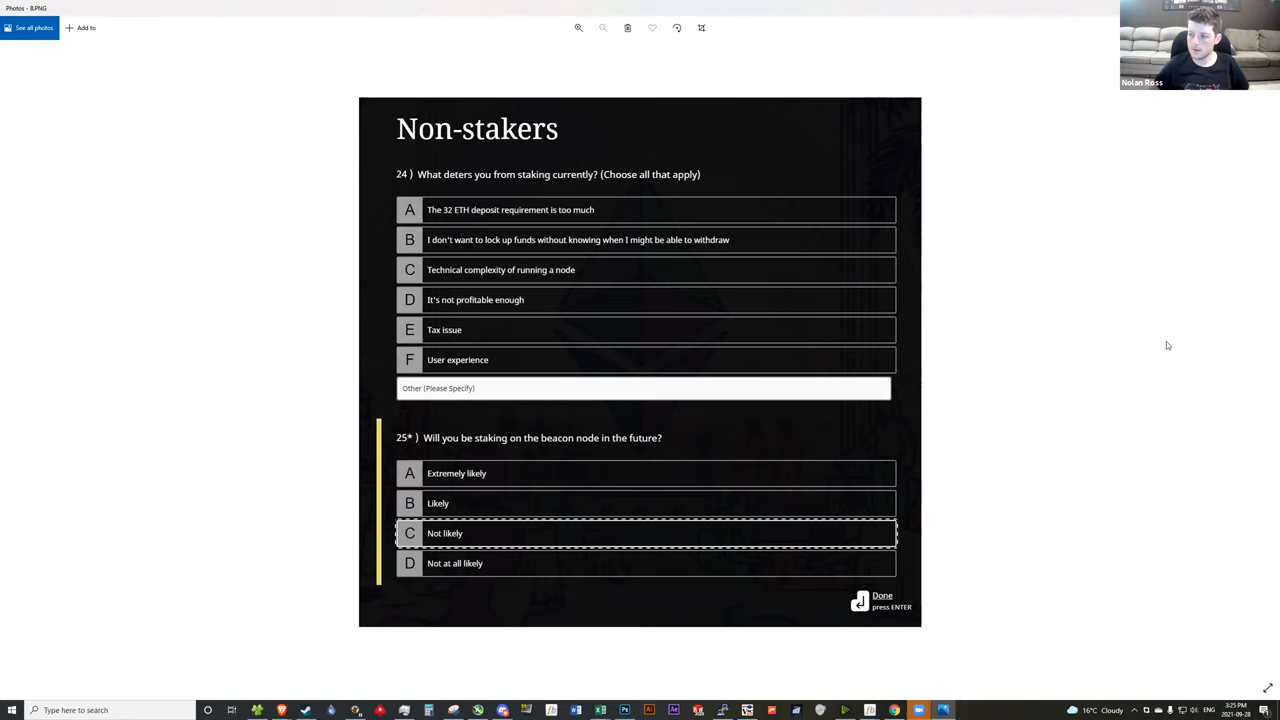 Photos - 8.PNG
See all photos
Add to
Nolan Ross
Non-stakers
24 ) What deters you from staking currently? (Choose all that apply)
A The 32 ETH deposit requirement is too much
B I don't want to lock up funds without knowing when I might be able to withdraw
C Technical complexity of running a node
D It's not profitable enough
E Tax issue
F User experience
Other (Please Specify)
25* ) Will you be staking on the beacon node in the future?
A Extremely likely
B Likely
C Not likely
D Not at all likely
Done
press ENTER
Type here to search
16°C Cloudy
ENG
3:25 PM
2021-09-28